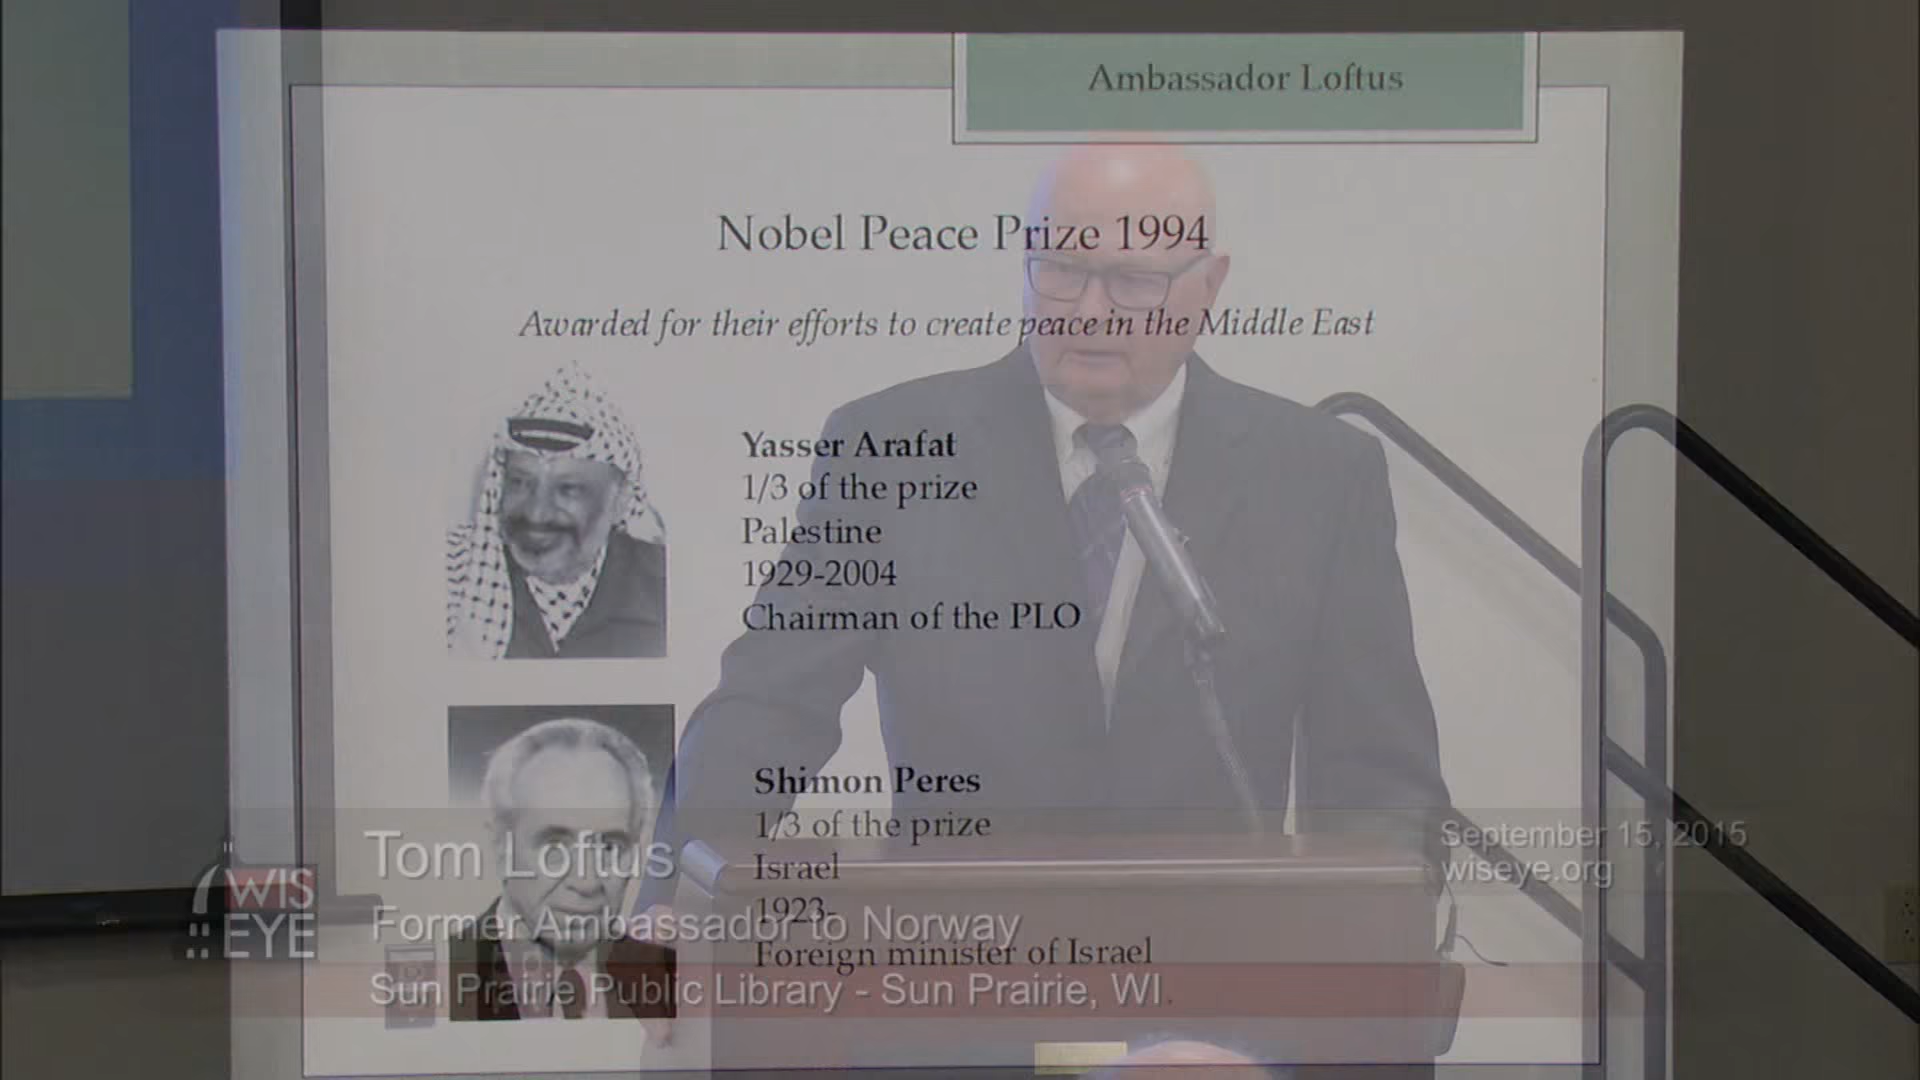 Ambassador Loftus
Nobel Peace Prize 1994
Awarded for their efforts to create peace in the Middle East
Yasser Arafat
1/3 of the prize
Palestine
1929-2004
Chairman of the PLO
Shimon Peres
1/3 of the prize
Israel
1923-
Foreign minister of Israel
WIS
EYE
Tom Loftus
Former Ambassador to Norway
Sun Prairie Public Library - Sun Prairie, WI
September 15, 2015
wiseye.org